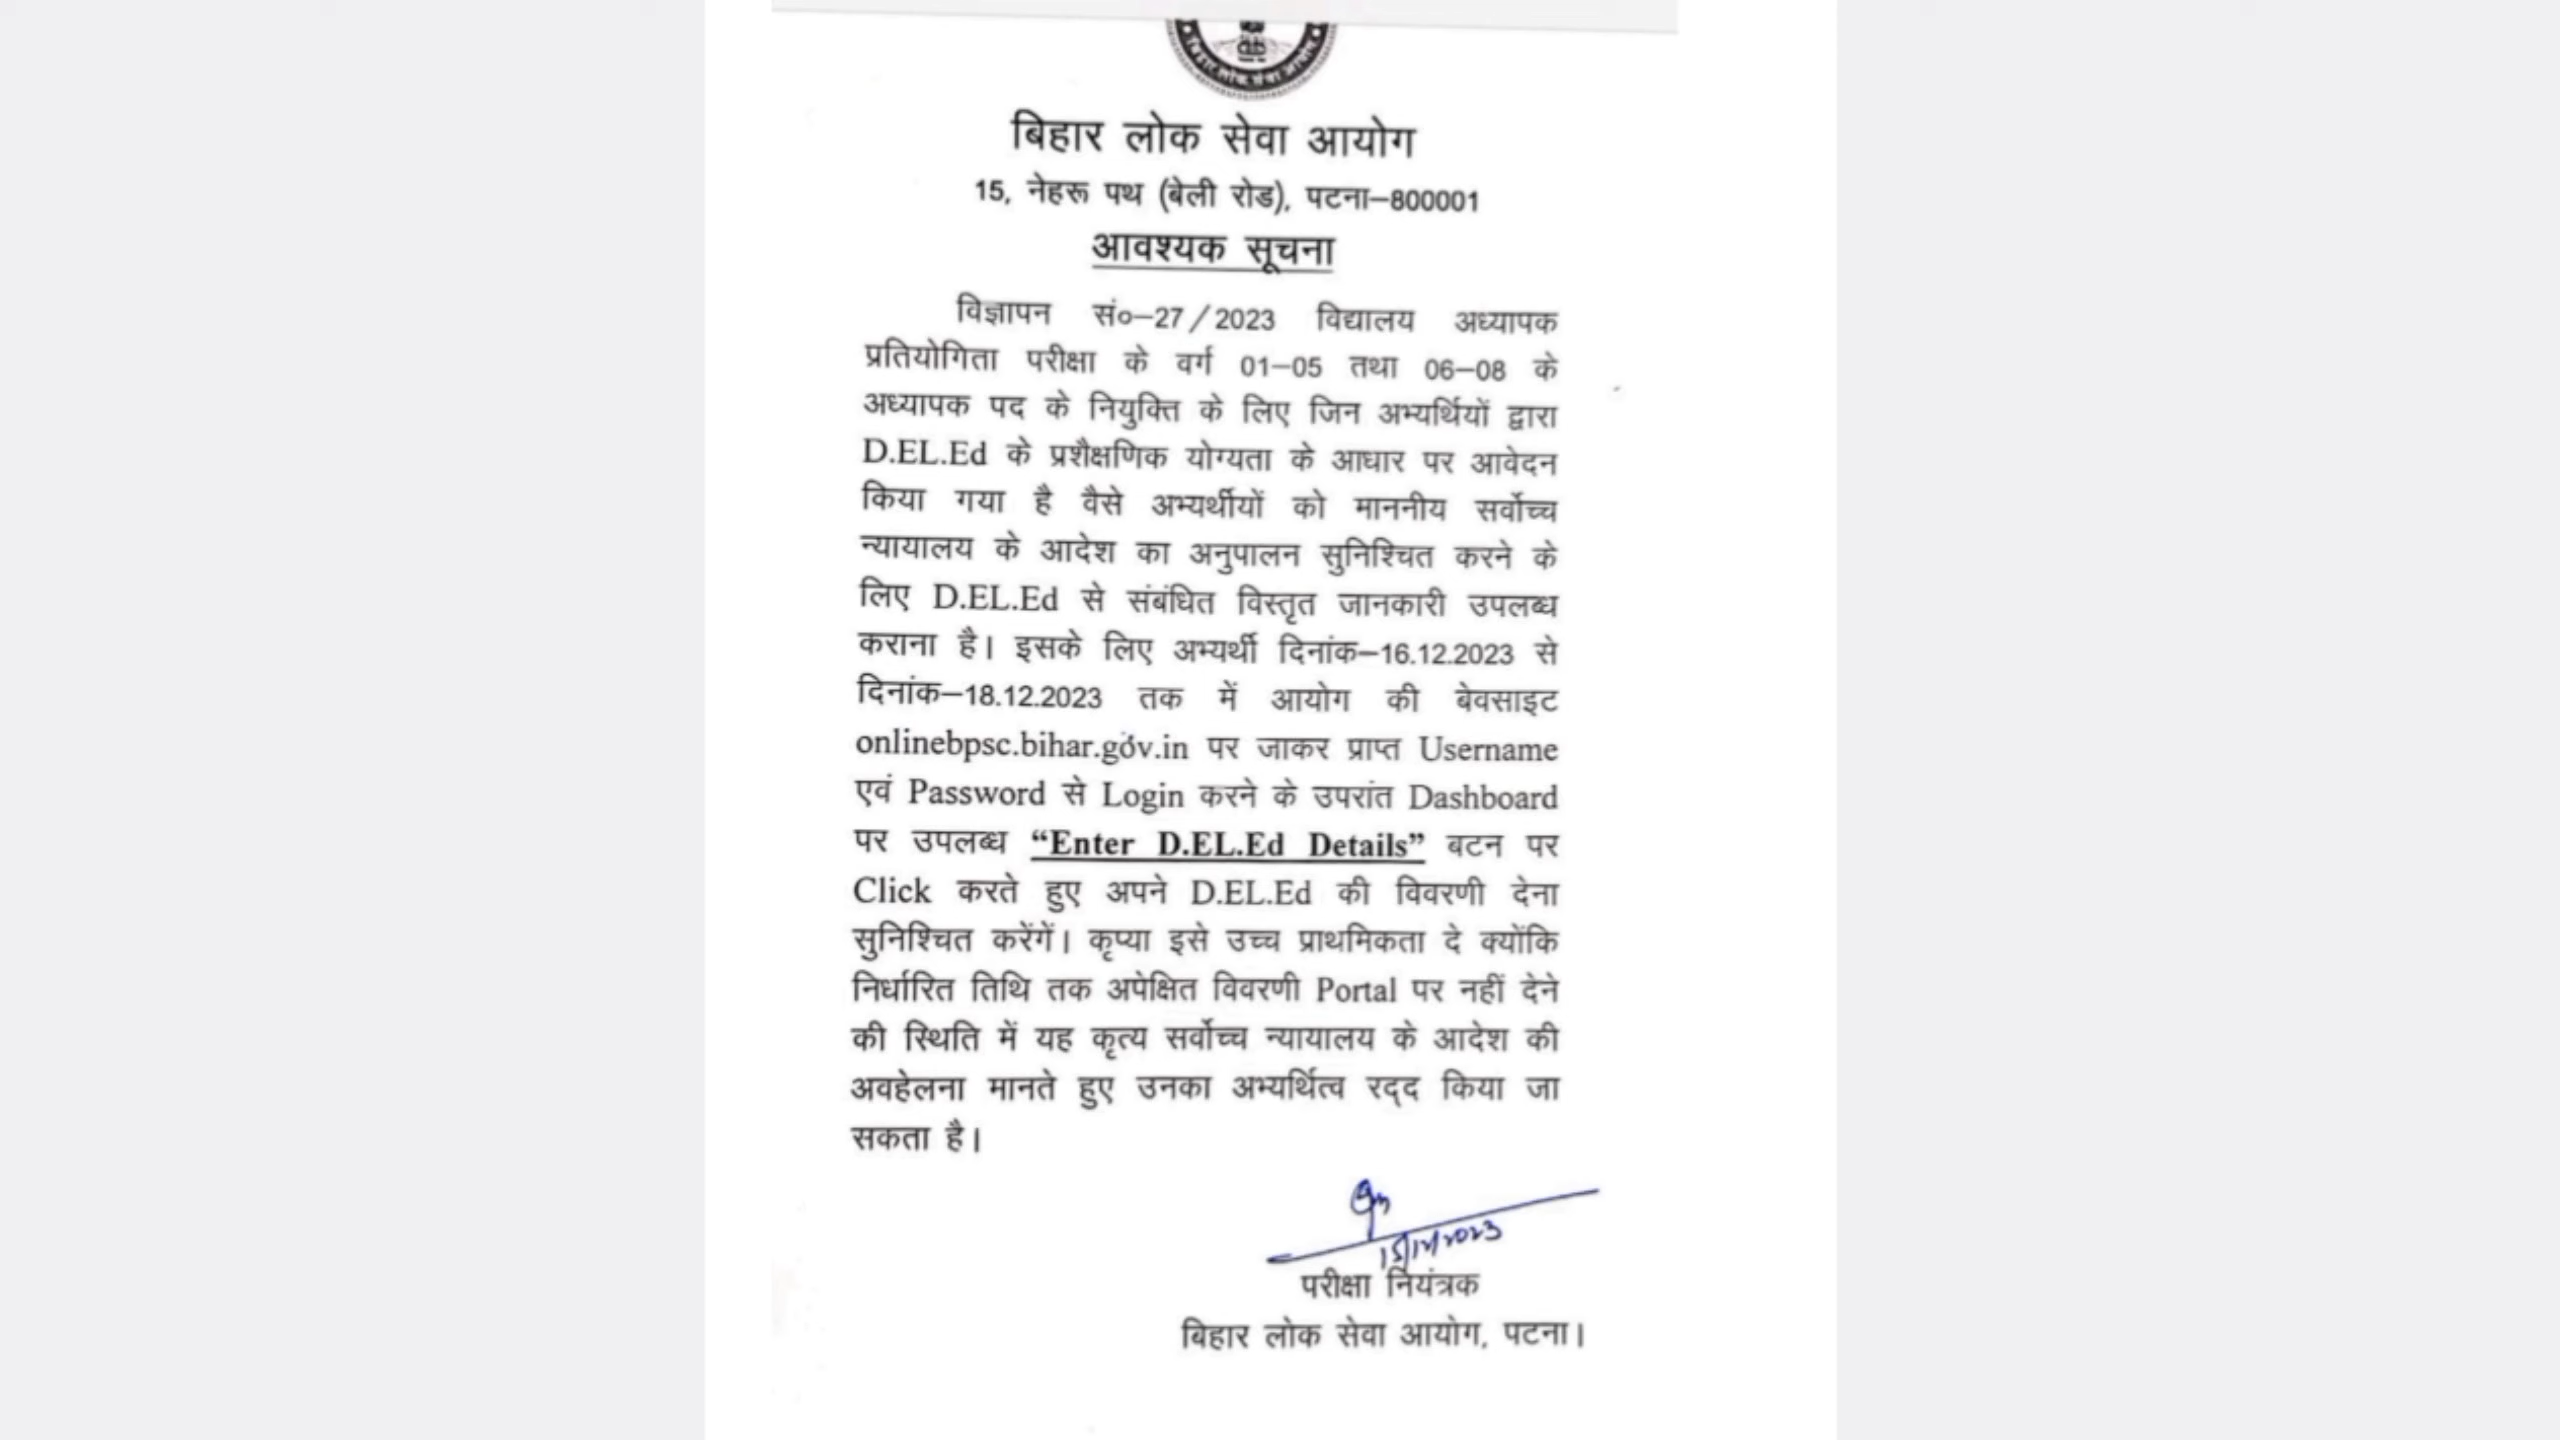 बिहार लोक सेवा आयोग
15, नेहरू पथ (बेली रोड), पटना–800001
आवश्यक सूचना
विज्ञापन सं०–27/2023 विद्यालय अध्यापक
प्रतियोगिता परीक्षा के वर्ग 01–05 तथा 06–08 के
अध्यापक पद के नियुक्ति के लिए जिन अभ्यर्थियों द्वारा
D.EL.Ed के प्रशैक्षणिक योग्यता के आधार पर आवेदन
किया गया है वैसे अभ्यर्थीयों को माननीय सर्वोच्च
न्यायालय के आदेश का अनुपालन सुनिश्चित करने के
लिए D.EL.Ed से संबंधित विस्तृत जानकारी उपलब्ध
कराना है। इसके लिए अभ्यर्थी दिनांक–16.12.2023 से
दिनांक–18.12.2023 तक में आयोग की बेवसाइट
onlinebpsc.bihar.gov.in पर जाकर प्राप्त Username
एवं Password से Login करने के उपरांत Dashboard
पर उपलब्ध “Enter D.EL.Ed Details” बटन पर
Click करते हुए अपने D.EL.Ed की विवरणी देना
सुनिश्चित करेंगें। कृप्या इसे उच्च प्राथमिकता दे क्योंकि
निर्धारित तिथि तक अपेक्षित विवरणी Portal पर नहीं देने
की स्थिति में यह कृत्य सर्वोच्च न्यायालय के आदेश की
अवहेलना मानते हुए उनका अभ्यर्थित्व रद्द किया जा
सकता है।
15/12/2023
परीक्षा नियंत्रक
बिहार लोक सेवा आयोग, पटना।